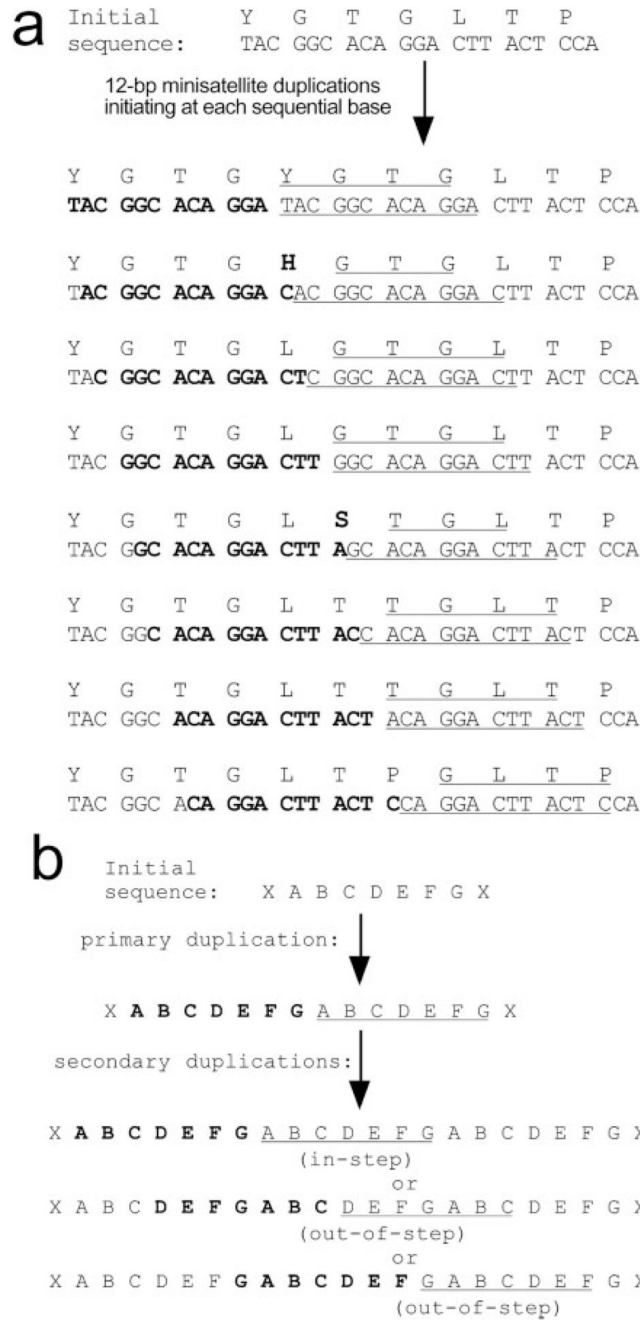 a
Initial Y G T G L T P
sequence: TAC GGC ACA GGA CTT ACT CCA
12-bp minisatellite duplications
initiating at each sequential base
Y G T G Y G T G L T P
TAC GGC ACA GGA TAC GGC ACA GGA CTT ACT CCA
Y G T G H G T G L T P
TAC GGC ACA GGA CAC GGC ACA GGA CTT ACT CCA
Y G T G L G T G L T P
TAC GGC ACA GGA CTC GGC ACA GGA CTT ACT CCA
Y G T G L G T G L T P
TAC GGC ACA GGA CTT GGC ACA GGA CTT ACT CCA
Y G T G L S T G L T P
TAC GGC ACA GGA CTT AGC ACA GGA CTT ACT CCA
Y G T G L T T G L T P
TAC GGC ACA GGA CTT ACC ACA GGA CTT ACT CCA
Y G T G L T T G L T P
TAC GGC ACA GGA CTT ACT ACA GGA CTT ACT CCA
Y G T G L T P G L T P
TAC GGC ACA GGA CTT ACT CCA GGA CTT ACT CCA
b
Initial
sequence: X A B C D E F G X
primary duplication:
X A B C D E F G A B C D E F G X
secondary duplications:
X A B C D E F G A B C D E F G A B C D E F G X
(in-step)
or
X A B C D E F G A B C D E F G A B C D E F G X
(out-of-step)
or
X A B C D E F G A B C D E F G A B C D E F G X
(out-of-step)